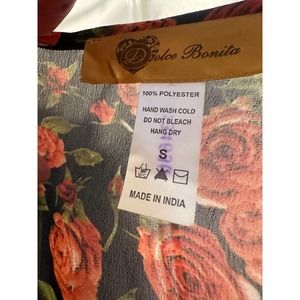 Dolce Bonita
100% POLYESTER
HAND WASH COLD
DO NOT BLEACH
HANG DRY
S
MADE IN INDIA